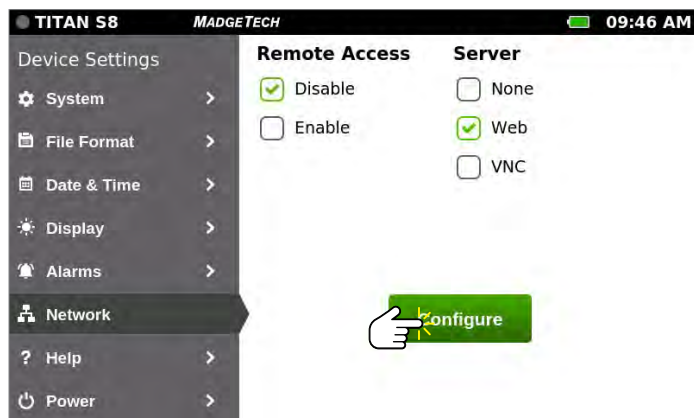 TITAN S8 MADGETECH 09:46 AM
Device Settings
System
File Format
Date & Time
Display
Alarms
Network
? Help
Power
Remote Access
Disable
Enable
Server
None
Web
VNC
Configure